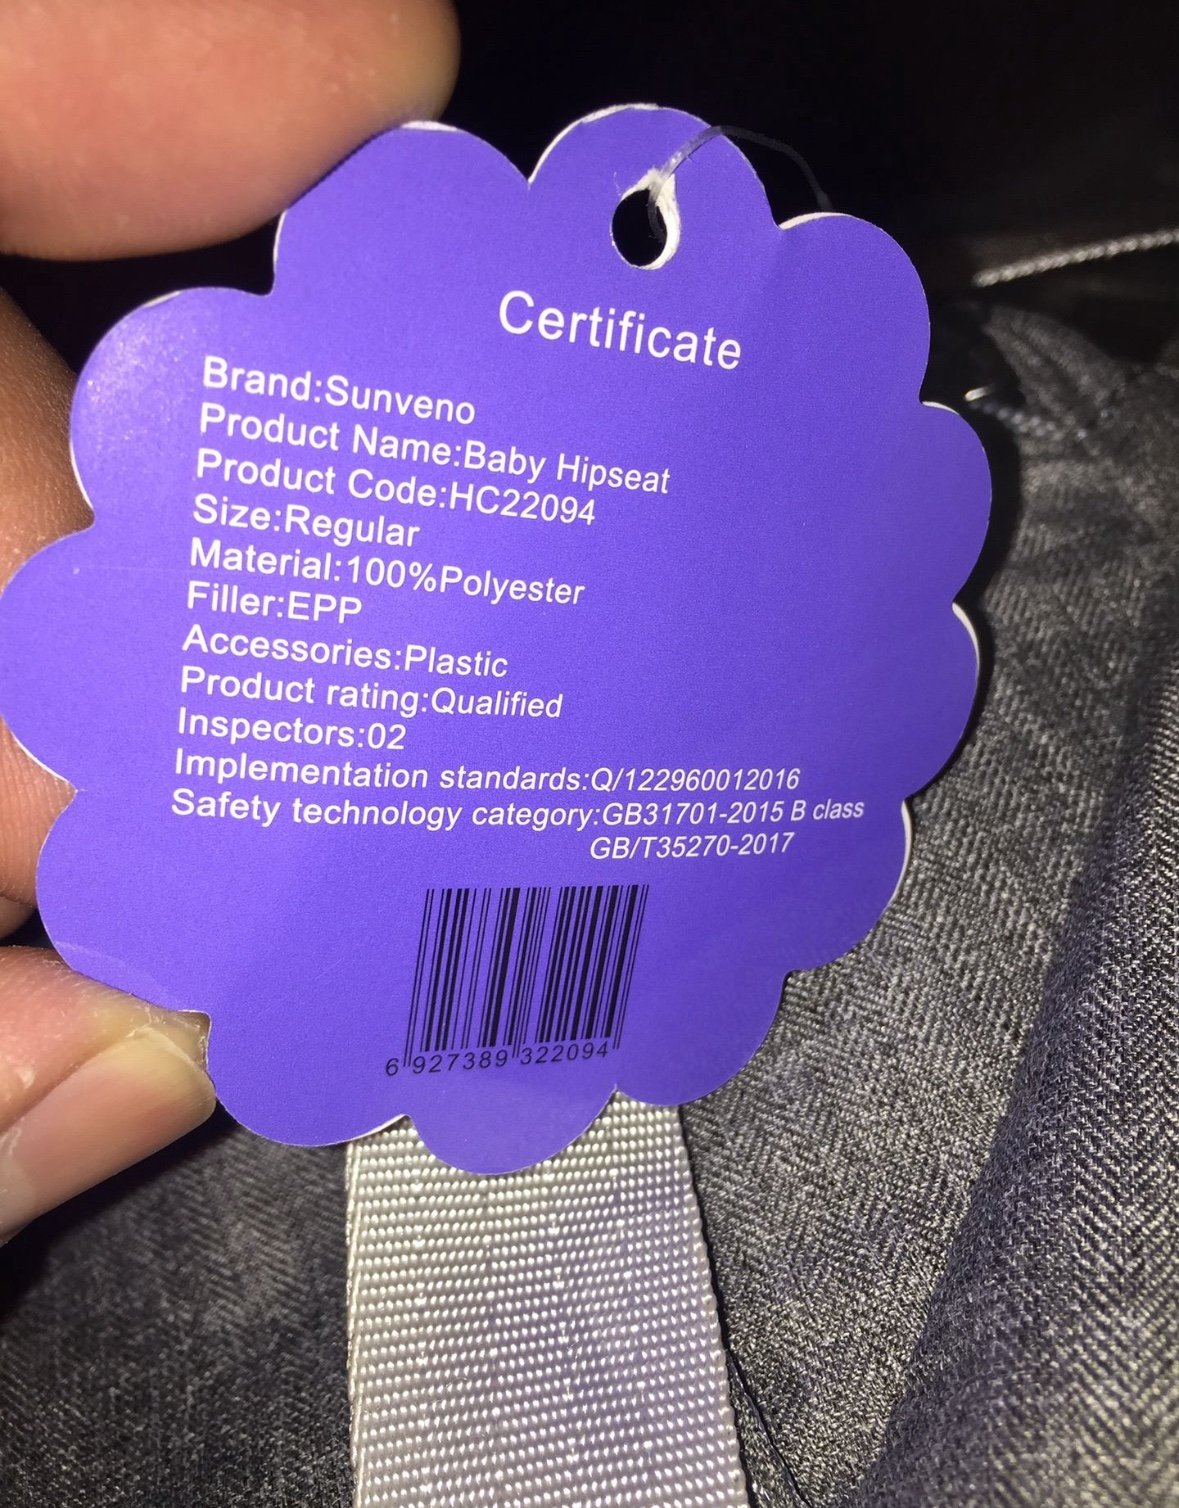 Certificate
Brand:Sunveno
Product Name:Baby Hipseat
Product Code:HC22094
Size:Regular
Material:100%Polyester
Filler:EPP
Accessories:Plastic
Product rating:Qualified
Inspectors:02
Implementation standards:Q/122960012016
Safety technology category:GB31701-2015 B class
GB/T35270-2017
6 927389 322094